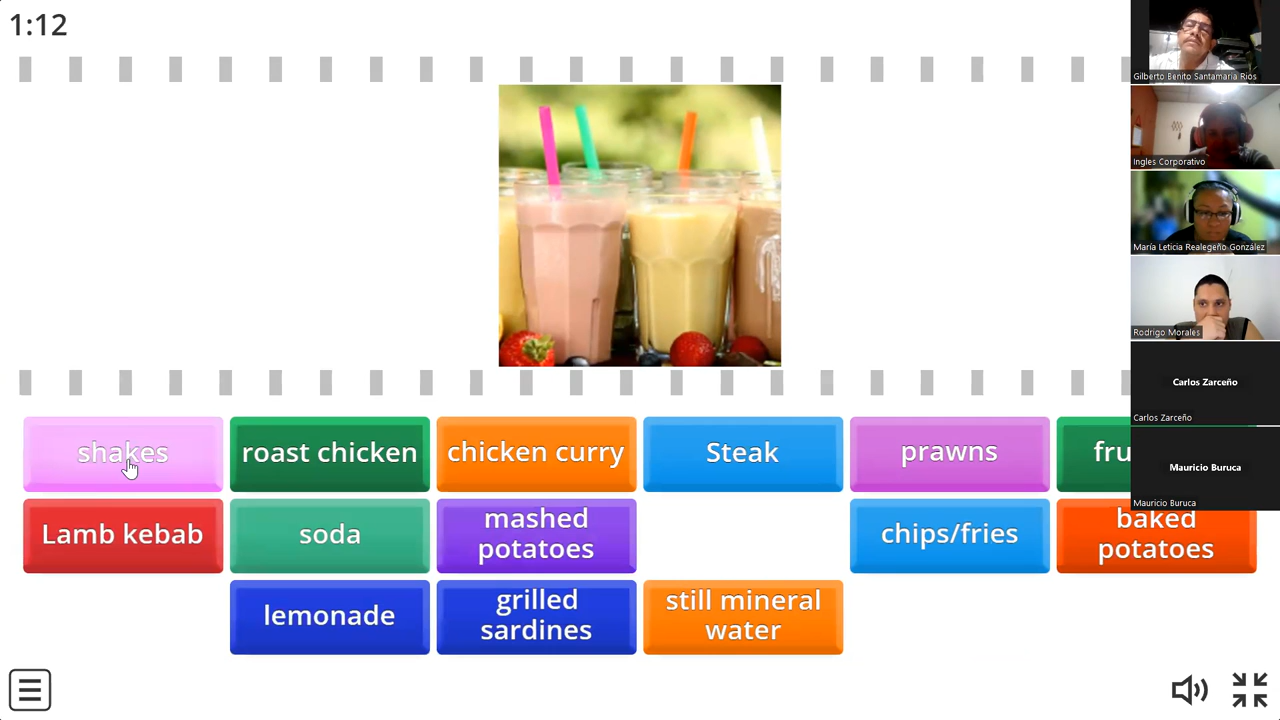 1:12
Gilberto Benito Santamaria Rios
Ingles Corporativo
María Leticia Realegeño González
Rodrigo Morales
Carlos Zarceño
Carlos Zarceño
Mauricio Buruca
Mauricio Buruca
shakes
roast chicken
chicken curry
Steak
prawns
Lamb kebab
soda
mashed
potatoes
chips/fries
baked
potatoes
lemonade
grilled
sardines
still mineral
water